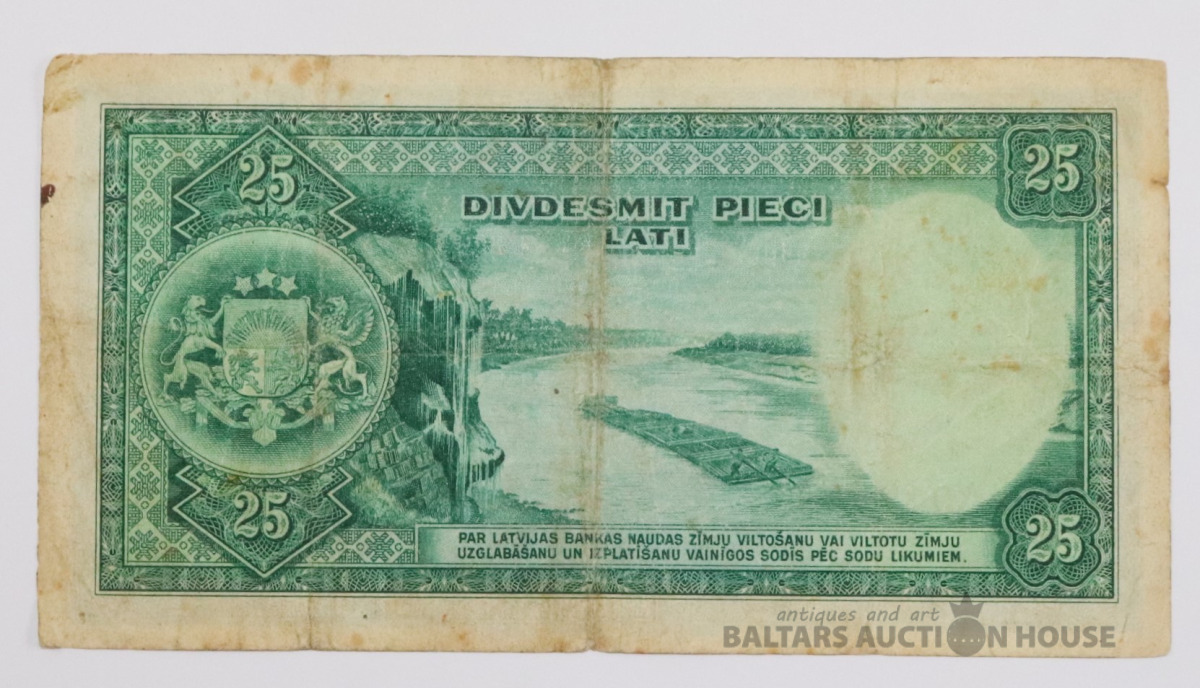 25
25
DIVDESMIT PIECI
LATI
25
25
PAR LATVIJAS BANKAS NAUDAS ZĪMJU VILTOŠANU VAI VILTOTU ZĪMJU
UZGLABĀŠANU UN IZPLATĪŠANU VAINĪGOS SODĪS PĒC SODU LIKUMIEM.
antiques and art
BALTARS AUCTION HOUSE